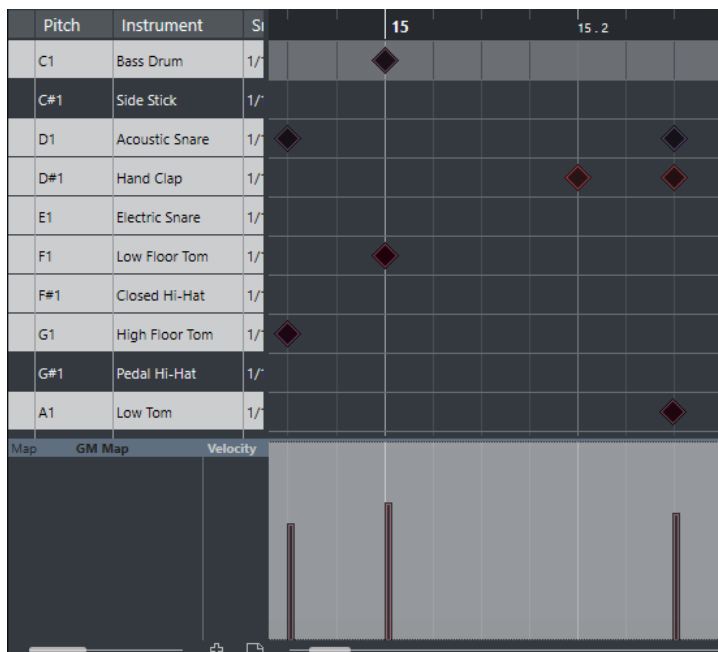 Pitch Instrument 15 15.2
C1 Bass Drum 1/
C#1 Side Stick 1/
D1 Acoustic Snare 1/
D#1 Hand Clap 1/
E1 Electric Snare 1/
F1 Low Floor Tom 1/
F#1 Closed Hi-Hat 1/
G1 High Floor Tom 1/
G#1 Pedal Hi-Hat 1/
A1 Low Tom 1/
Map GM Map Velocity